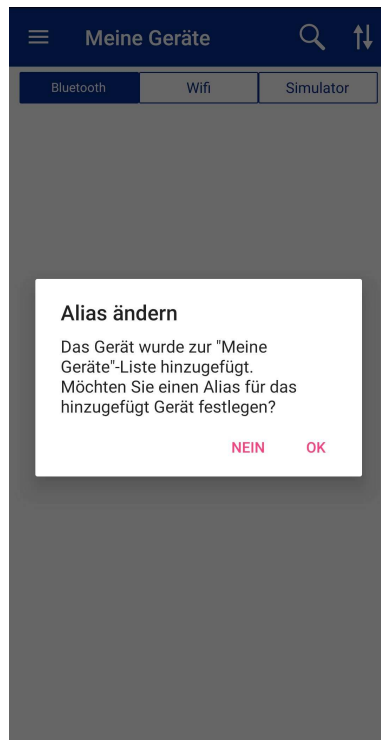 Meine Geräte
Bluetooth Wifi Simulator
Alias ändern
Das Gerät wurde zur "Meine
Geräte"-Liste hinzugefügt.
Möchten Sie einen Alias für das
hinzugefügt Gerät festlegen?
NEIN OK